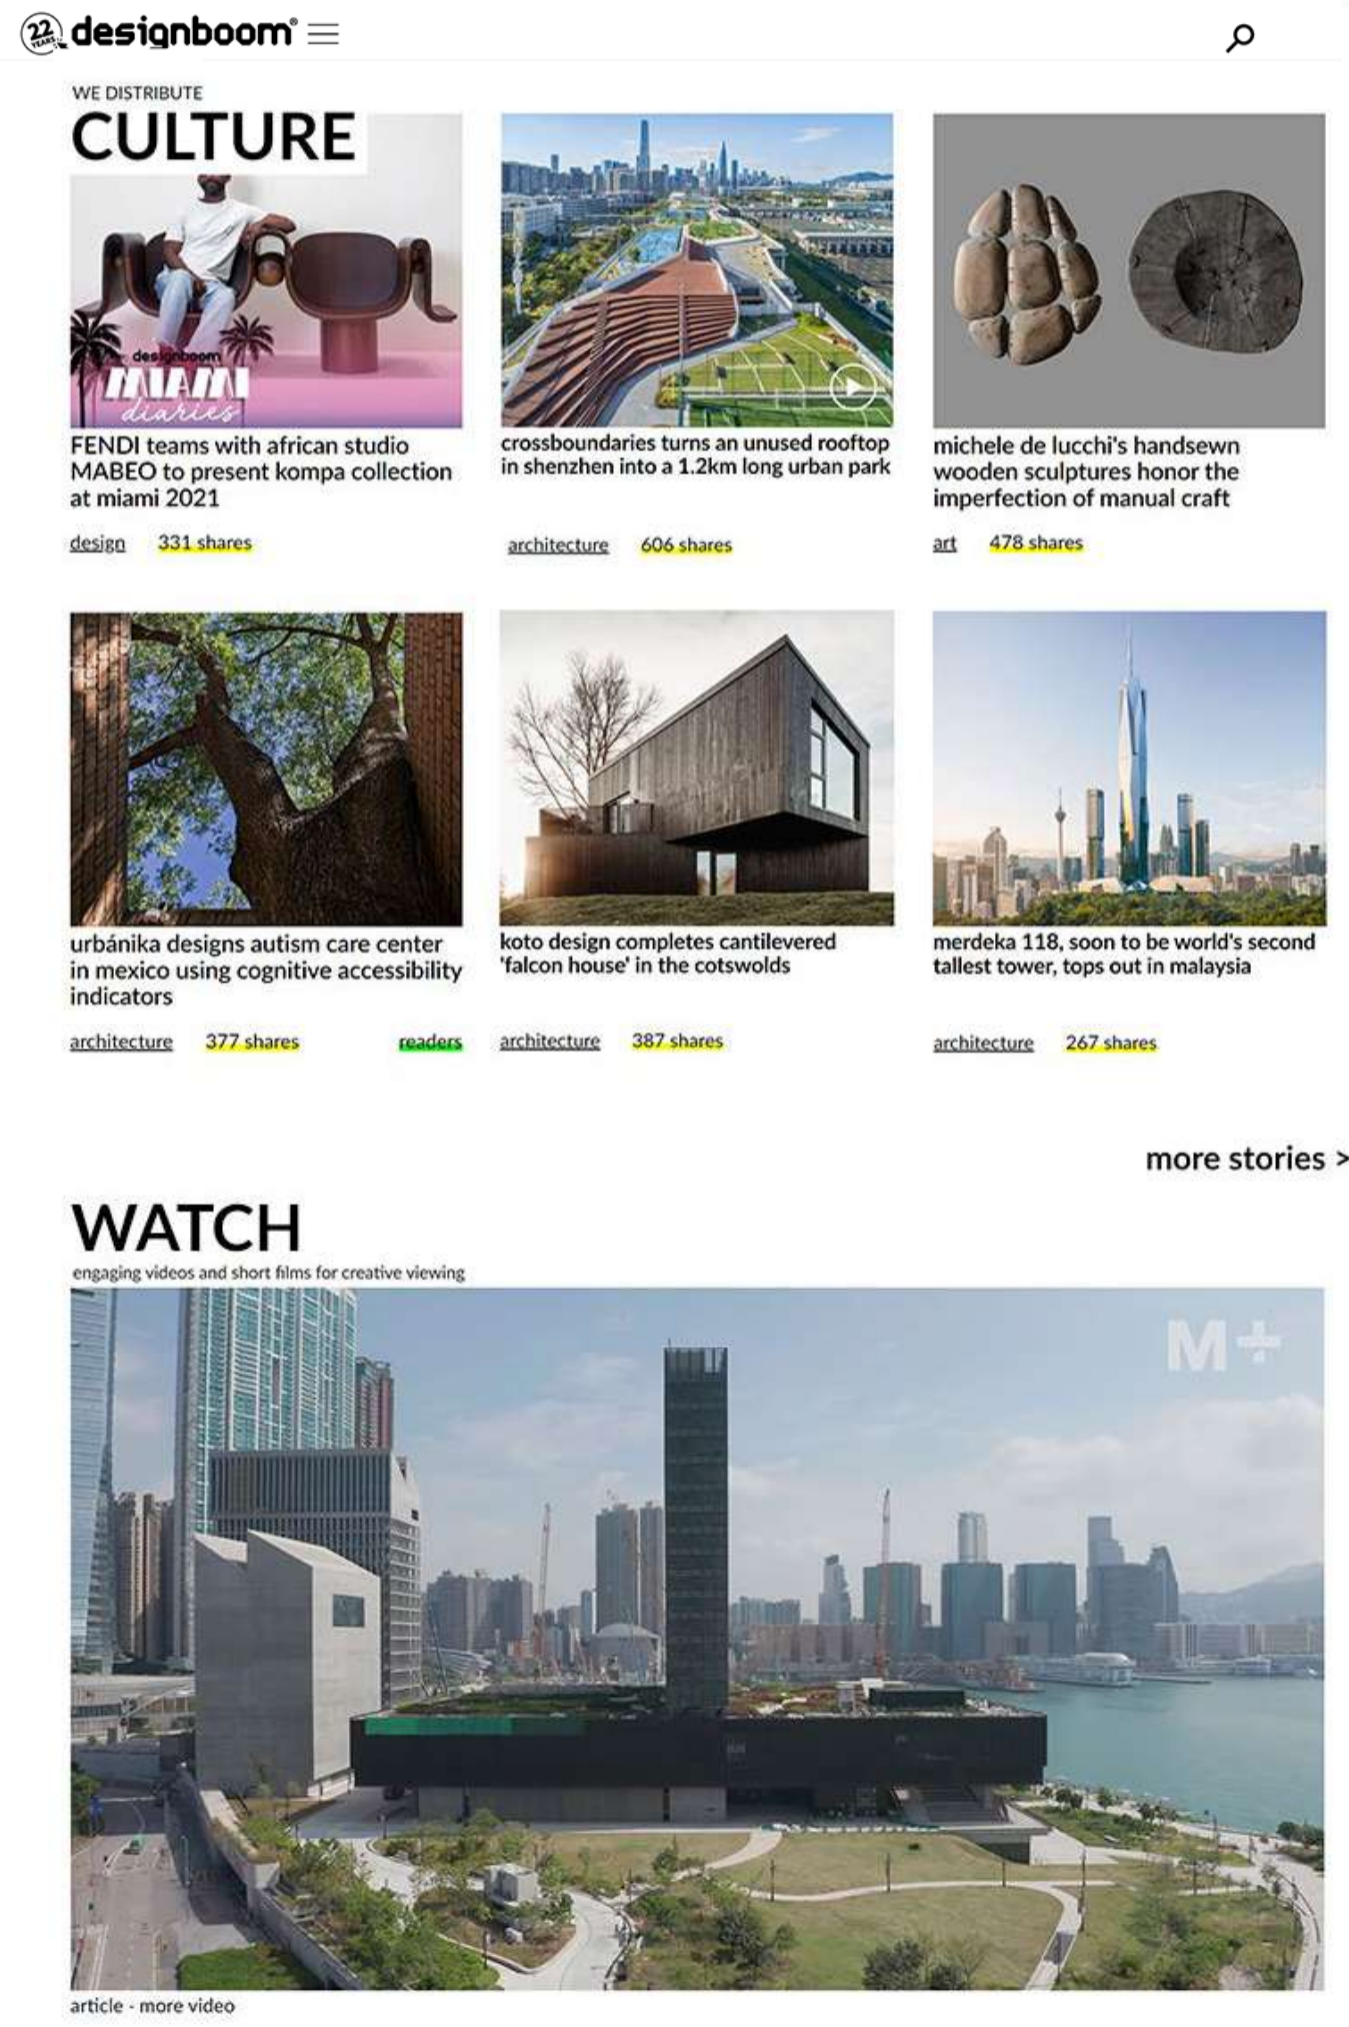 22 YEARS designboom®
WE DISTRIBUTE
CULTURE
designboom
MIAMI
diaries
FENDI teams with african studio
MABEO to present kompa collection
at miami 2021
design 331 shares
crossboundaries turns an unused rooftop
in shenzhen into a 1.2km long urban park
architecture 606 shares
michele de lucchi's handsewn
wooden sculptures honor the
imperfection of manual craft
art 478 shares
urbánika designs autism care center
in mexico using cognitive accessibility
indicators
architecture 377 shares readers
koto design completes cantilevered
'falcon house' in the cotswolds
architecture 387 shares
merdeka 118, soon to be world's second
tallest tower, tops out in malaysia
architecture 267 shares
more stories >
WATCH
engaging videos and short films for creative viewing
M+
article - more video